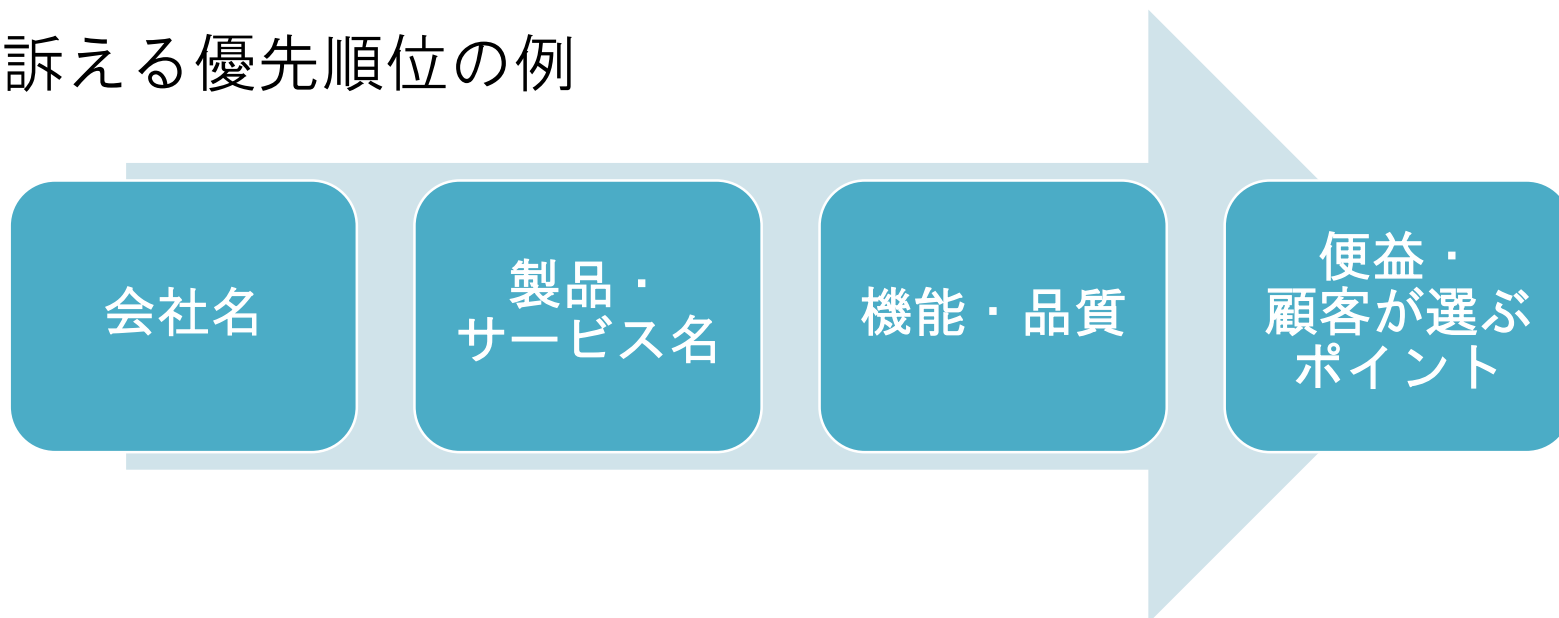 訴える優先順位の例
会社名
製品・
サービス名
機能・品質
便益・
顧客が選ぶ
ポイント